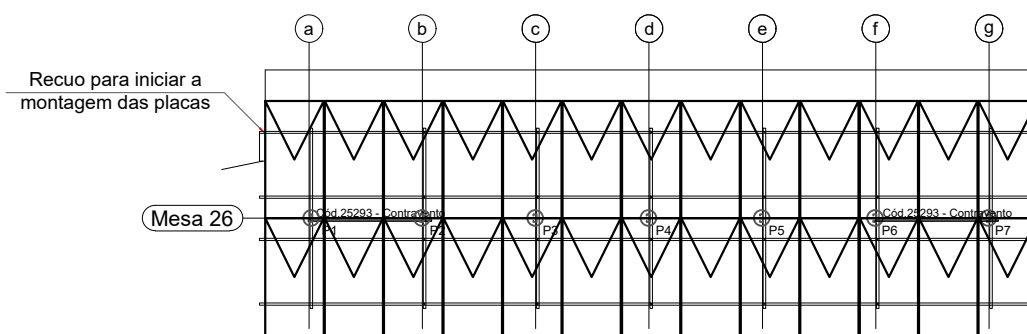 a b c d e f g
Recuo para iniciar a
montagem das placas
Mesa 26
Cód.25293 - Contravento Cód.25293 - Contravento
P1 P2 P3 P4 P5 P6 P7